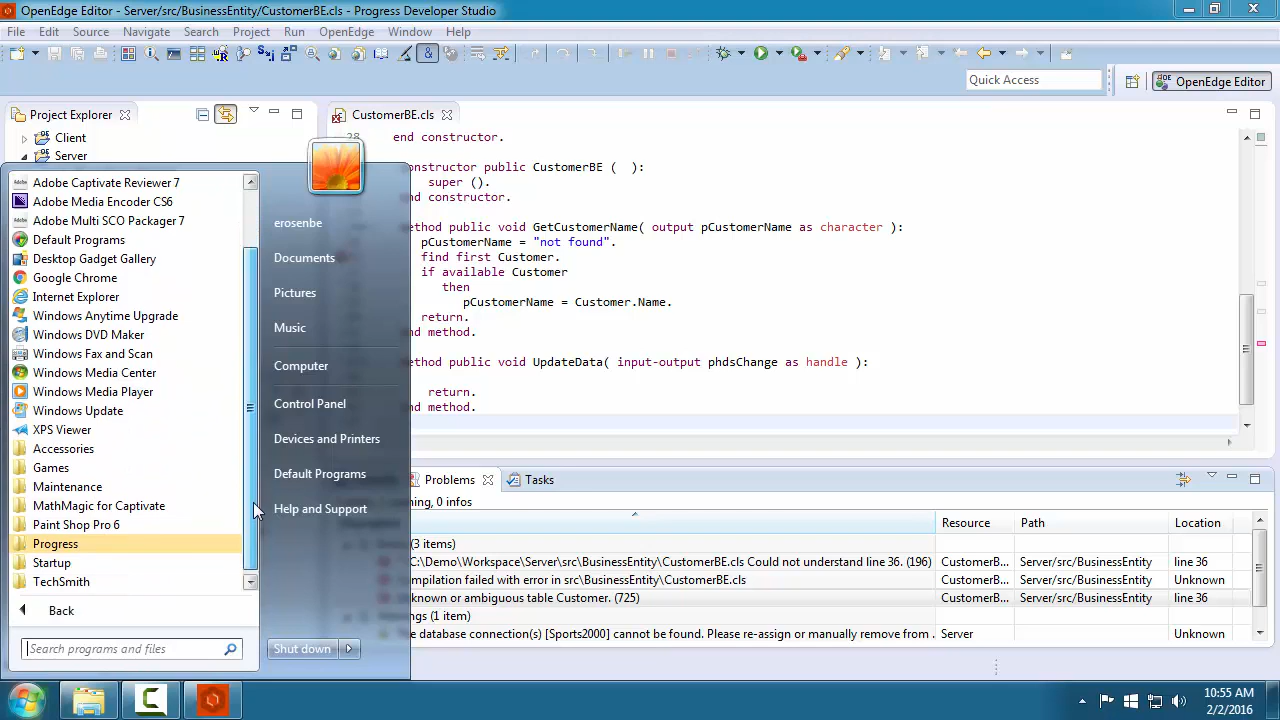 OpenEdge Editor - Server/src/BusinessEntity/CustomerBE.cls - Progress Developer Studio
File Edit Source Navigate Search Project Run OpenEdge Window Help
Quick Access
OpenEdge Editor
Project Explorer
CustomerBE.cls
Client
Server
28 end constructor.
onstructor public CustomerBE ( ):
super ().
nd constructor.
ethod public void GetCustomerName( output pCustomerName as character ):
pCustomerName = "not found".
find first Customer.
if available Customer
then
pCustomerName = Customer.Name.
return.
nd method.
ethod public void UpdateData( input-output phdsChange as handle ):
return.
nd method.
Adobe Captivate Reviewer 7
Adobe Media Encoder CS6
Adobe Multi SCO Packager 7
Default Programs
Desktop Gadget Gallery
Google Chrome
Internet Explorer
Windows Anytime Upgrade
Windows DVD Maker
Windows Fax and Scan
Windows Media Center
Windows Media Player
Windows Update
XPS Viewer
Accessories
Games
Maintenance
MathMagic for Captivate
Paint Shop Pro 6
Progress
Startup
TechSmith
Back
Search programs and files
erosenbe
Documents
Pictures
Music
Computer
Control Panel
Devices and Printers
Default Programs
Help and Support
Shut down
Problems
Tasks
rning, 0 infos
Resource Path Location
(3 items)
C:\Demo\Workspace\Server\src\BusinessEntity\CustomerBE.cls Could not understand line 36. (196) CustomerB... Server/src/BusinessEntity line 36
mpilation failed with error in src\BusinessEntity\CustomerBE.cls CustomerB... Server/src/BusinessEntity Unknown
known or ambiguous table Customer. (725) CustomerB... Server/src/BusinessEntity line 36
(1 item)
e database connection(s) [Sports2000] cannot be found. Please re-assign or manually remove from ... Server Unknown
10:55 AM
2/2/2016